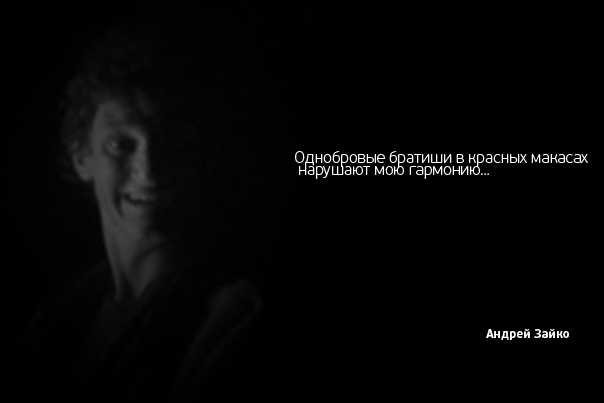 Однобровые братиши в красных макасах
нарушают мою гармонию...
Андрей Зайко